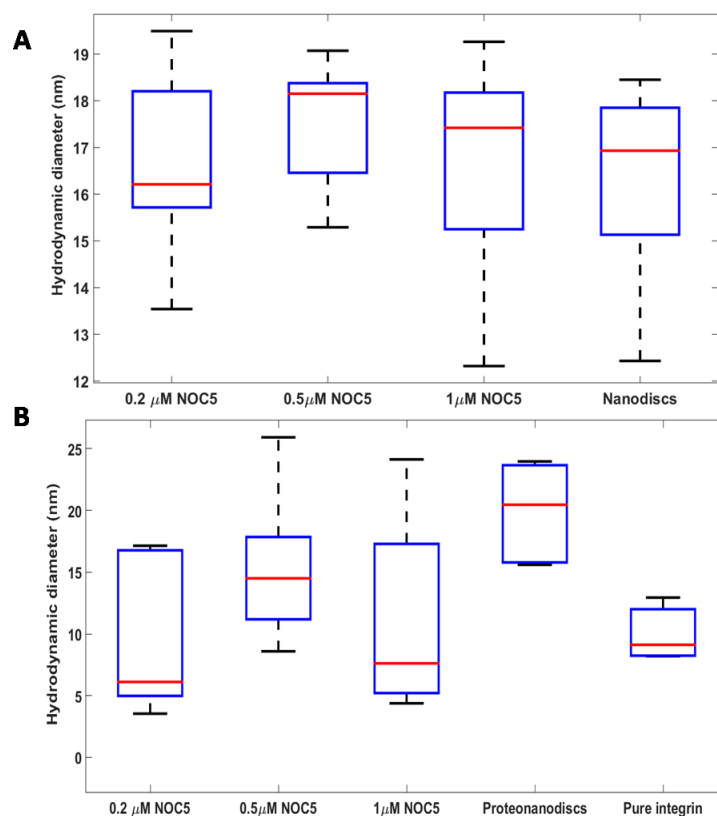 A
Hydrodynamic diameter (nm)
19
18
17
16
15
14
13
12
0.2 μM NOC5 0.5μM NOC5 1μM NOC5 Nanodiscs
B
Hydrodynamic diameter (nm)
25
20
15
10
5
0
0.2 μM NOC5 0.5μM NOC5 1μM NOC5 Proteonanodiscs Pure integrin